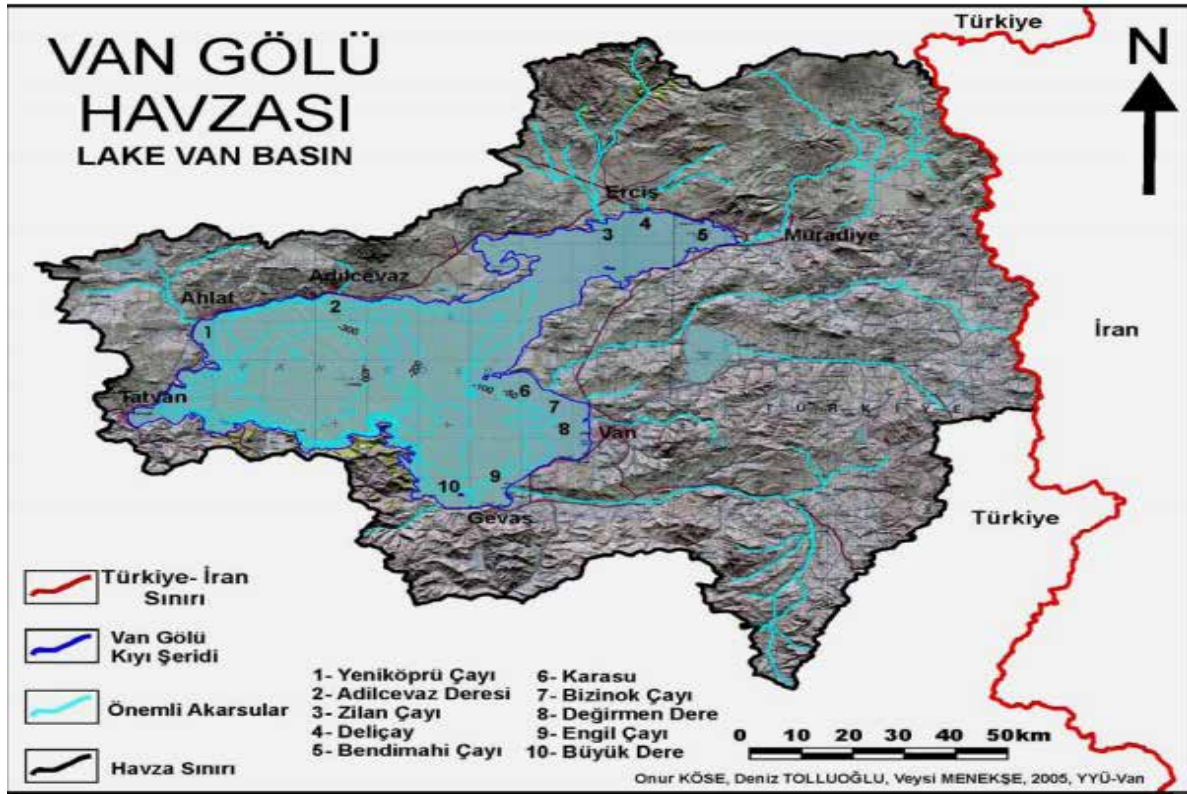 VAN GÖLÜ
HAVZASI
LAKE VAN BASIN
Türkiye
N
Erciş
Muradiye
Adilcevaz
Ahlat
İran
Tatvan
Van
Gevaş
TÜRKİYE
Türkiye
1
2
3
4
5
6
7
8
9
10
-300
-100
Türkiye- İran
Sınırı
Van Gölü
Kıyı Şeridi
Önemli Akarsular
Havza Sınırı
1- Yeniköprü Çayı
2- Adilcevaz Deresi
3- Zilan Çayı
4- Deliçay
5- Bendimahi Çayı
6- Karasu
7- Bizinok Çayı
8- Değirmen Dere
9- Engil Çayı
10- Büyük Dere
0 10 20 30 40 50km
Onur KÖSE, Deniz TOLLUOĞLU, Veysi MENEKŞE, 2005, YYÜ-Van